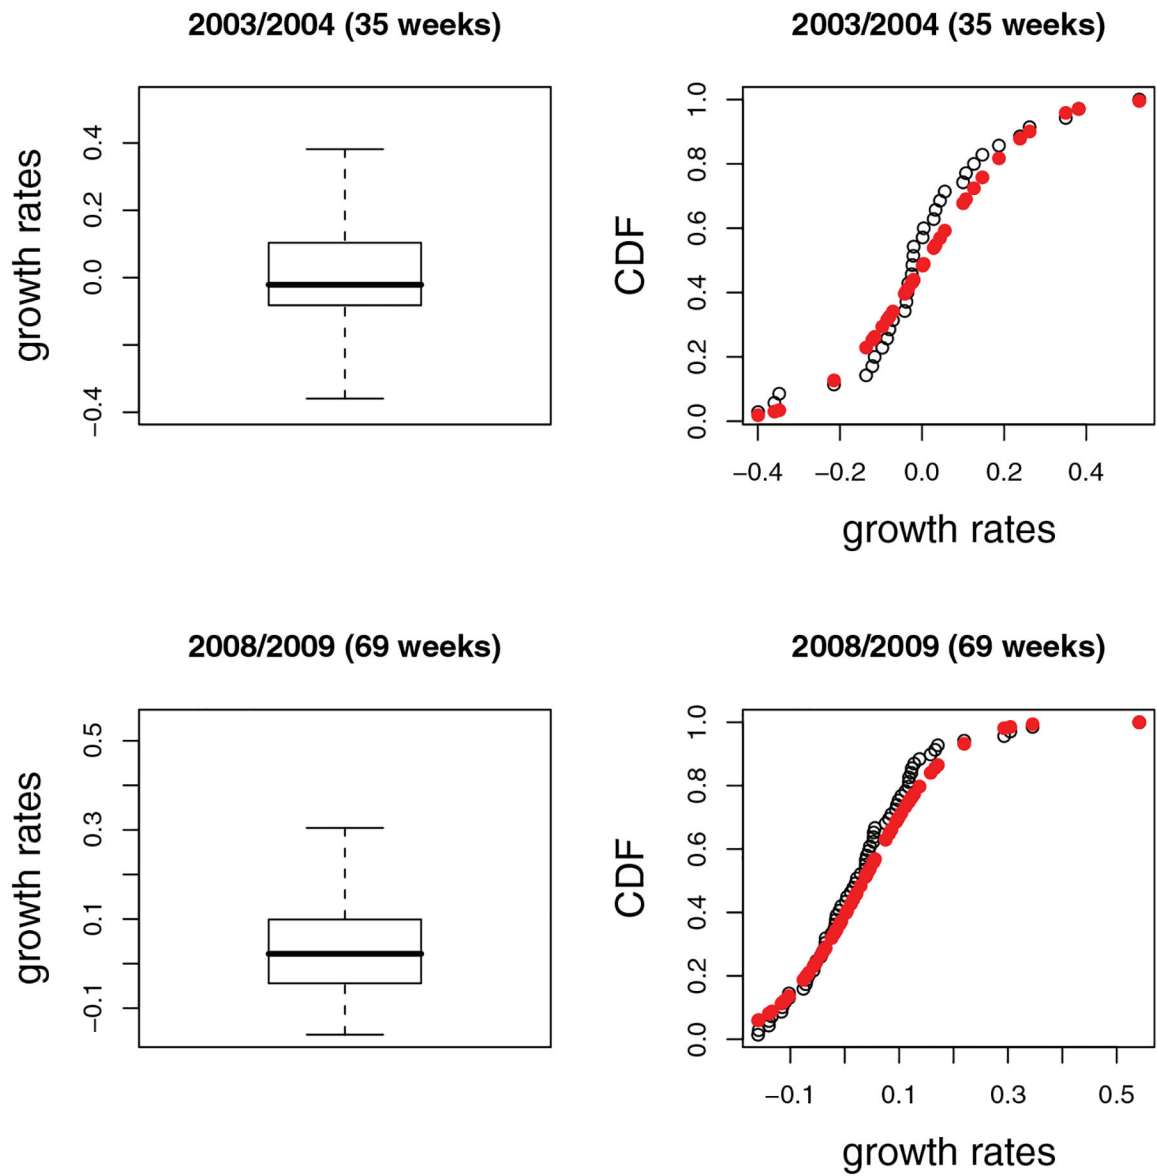 2003/2004 (35 weeks)
growth rates
0.4
0.2
0.0
−0.4
2003/2004 (35 weeks)
CDF
1.0
0.8
0.6
0.4
0.2
0.0
−0.4 −0.2 0.0 0.2 0.4
growth rates
2008/2009 (69 weeks)
growth rates
0.5
0.3
0.1
−0.1
2008/2009 (69 weeks)
CDF
1.0
0.8
0.6
0.4
0.2
0.0
−0.1 0.1 0.3 0.5
growth rates